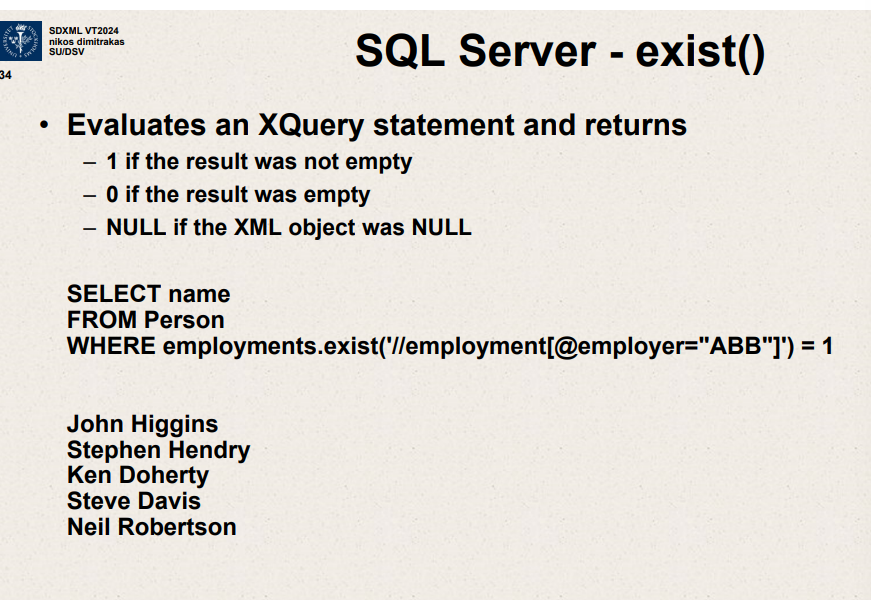 SDXML VT2024
nikos dimitrakas
SU/DSV
34
SQL Server - exist()
• Evaluates an XQuery statement and returns
– 1 if the result was not empty
– 0 if the result was empty
– NULL if the XML object was NULL
SELECT name
FROM Person
WHERE employments.exist('//employment[@employer="ABB"]') = 1
John Higgins
Stephen Hendry
Ken Doherty
Steve Davis
Neil Robertson